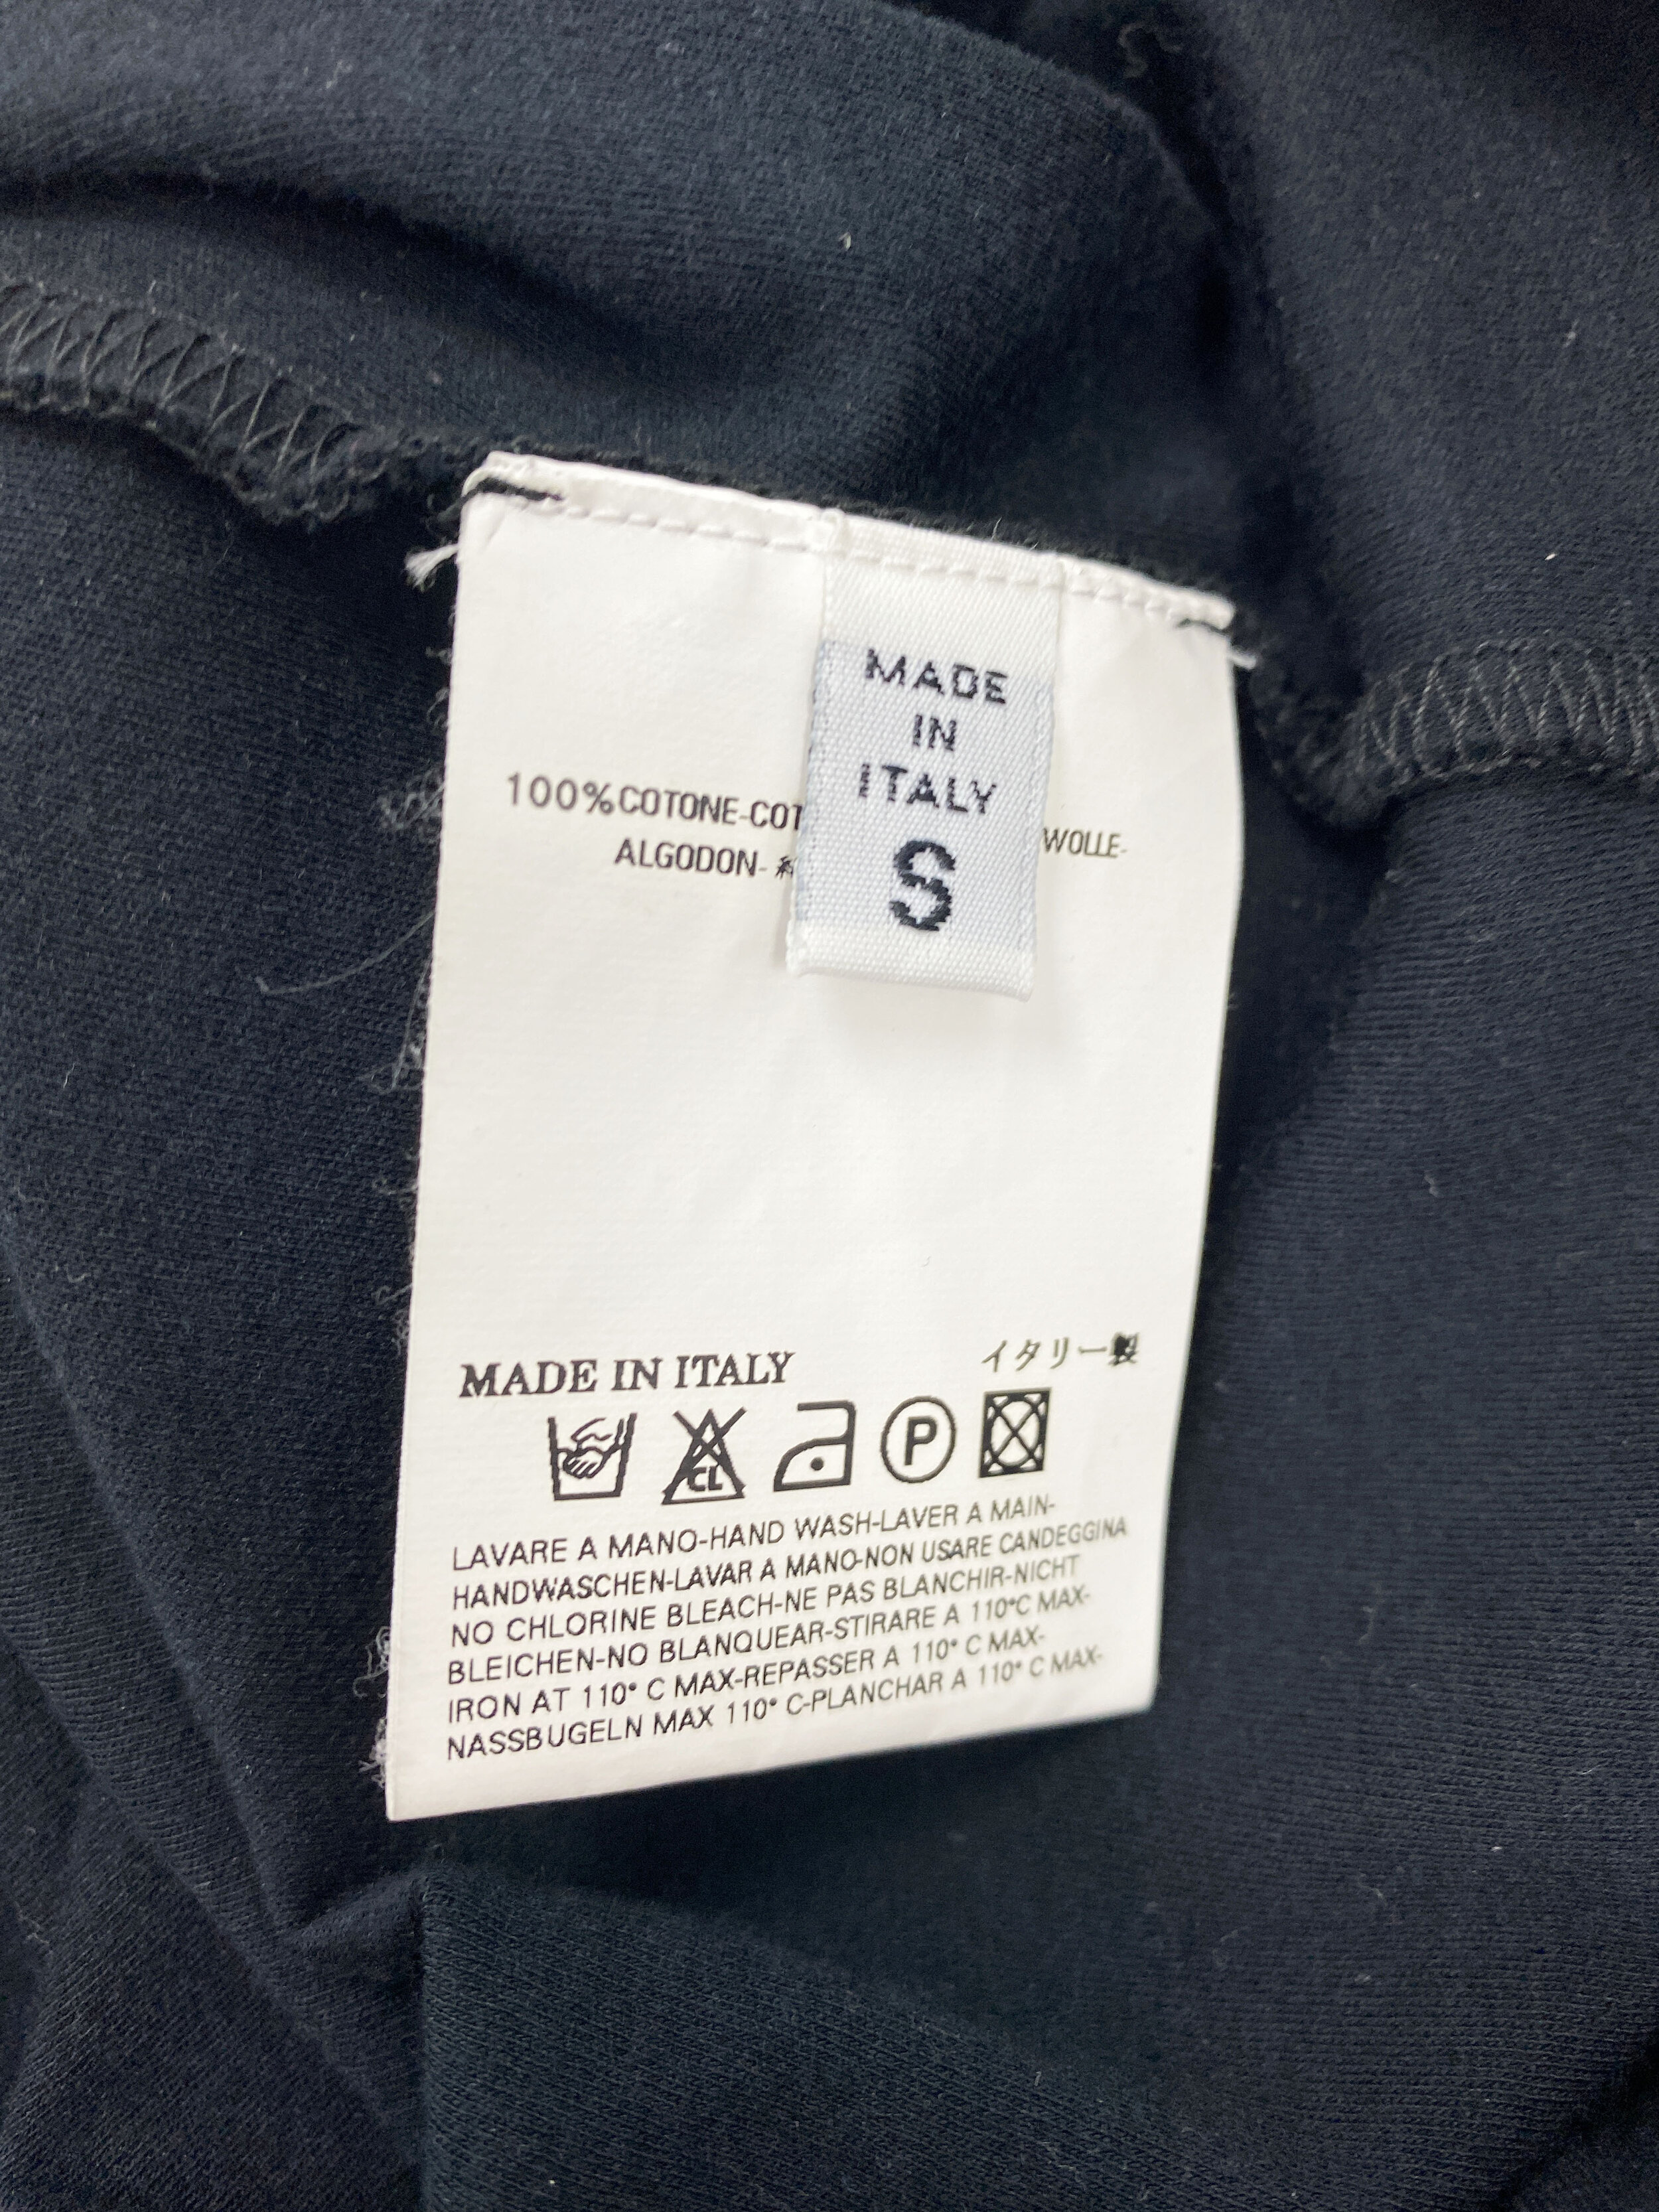 MADE
IN
ITALY
S
100%COTONE-COT
WOLLE-
ALGODON-
MADE IN ITALY
イタリー製
CL
P
LAVARE A MANO-HAND WASH-LAVER A MAIN-
HANDWASCHEN-LAVAR A MANO-NON USARE CANDEGGINA
NO CHLORINE BLEACH-NE PAS BLANCHIR-NICHT
BLEICHEN-NO BLANQUEAR-STIRARE A 110°C MAX-
IRON AT 110° C MAX-REPASSER A 110° C MAX-
NASSBUGELN MAX 110° C-PLANCHAR A 110° C MAX-